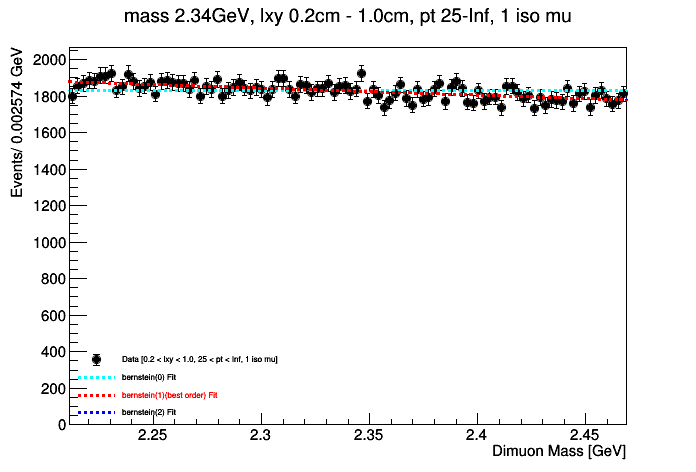 mass 2.34GeV, lxy 0.2cm - 1.0cm, pt 25-Inf, 1 iso mu
Events/ 0.002574 GeV
2000
1800
1600
1400
1200
1000
800
600
400
200
0
Data [0.2 < lxy < 1.0, 25 < pt < Inf, 1 iso mu]
bernstein(0) Fit
bernstein(1)(best order) Fit
bernstein(2) Fit
2.25 2.3 2.35 2.4 2.45
Dimuon Mass [GeV]